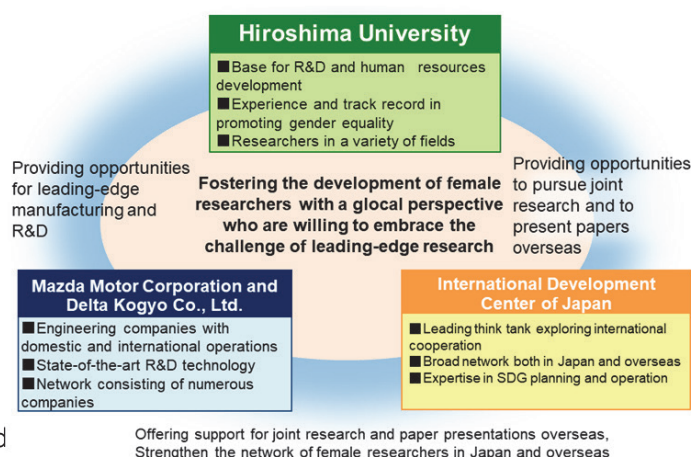 Hiroshima University
■Base for R&D and human resources
development
■Experience and track record in
promoting gender equality
■Researchers in a variety of fields
Providing opportunities
for leading-edge
manufacturing and
R&D
Fostering the development of female
researchers with a glocal perspective
who are willing to embrace the
challenge of leading-edge research
Providing opportunities
to pursue joint
research and to
present papers
overseas
Mazda Motor Corporation and
Delta Kogyo Co., Ltd.
■Engineering companies with
domestic and international operations
■State-of-the-art R&D technology
■Network consisting of numerous
companies
International Development
Center of Japan
■Leading think tank exploring international
cooperation
■Broad network both in Japan and overseas
■Expertise in SDG planning and operation
Offering support for joint research and paper presentations overseas,
Strengthen the network of female researchers in Japan and overseas